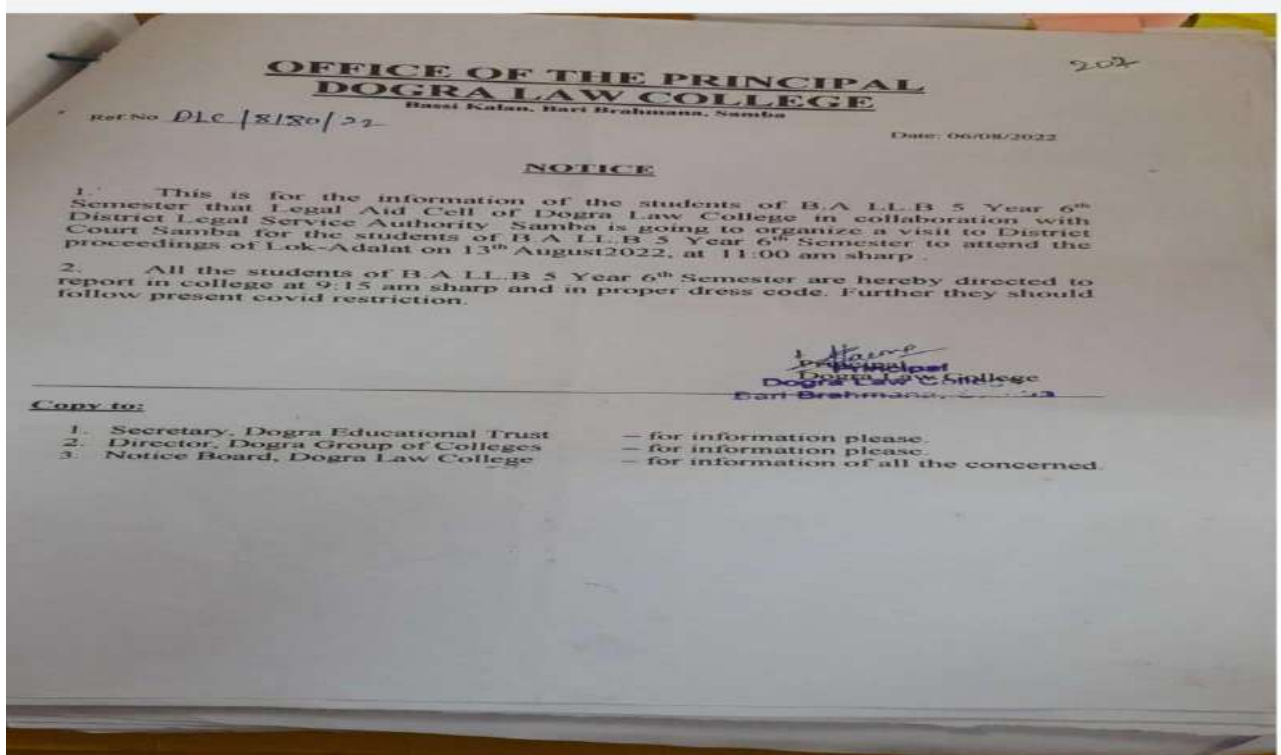 202
OFFICE OF THE PRINCIPAL
DOGRA LAW COLLEGE
Bassi Kalan, Bari Brahmana, Samba
Ref.No DLC/8180/22
Date: 06/08/2022
NOTICE
1. This is for the information of the students of B.A LL.B 5 Year 6th
Semester that Legal Aid Cell of Dogra Law College in collaboration with
District Legal Service Authority Samba is going to organize a visit to District
Court Samba for the students of B.A LL.B 5 Year 6th Semester to attend the
proceedings of Lok-Adalat on 13th August2022, at 11:00 am sharp .
2. All the students of B.A LL.B 5 Year 6th Semester are hereby directed to
report in college at 9:15 am sharp and in proper dress code. Further they should
follow present covid restriction.
Principal
Dogra Law College
Bari Brahmana,
Copy to:
1. Secretary, Dogra Educational Trust – for information please.
2. Director, Dogra Group of Colleges – for information please.
3. Notice Board, Dogra Law College – for information of all the concerned.